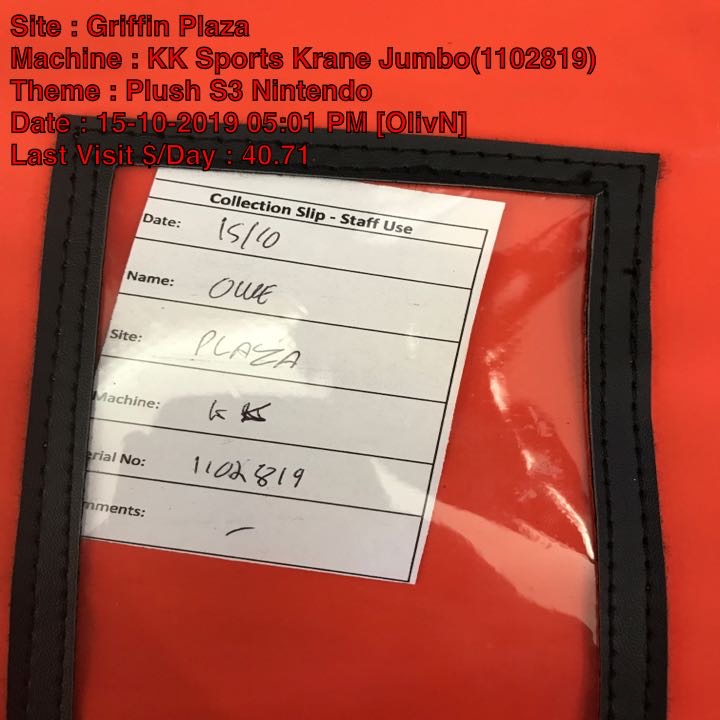 Site : Griffin Plaza
Machine : KK Sports Krane Jumbo(1102819)
Theme : Plush S3 Nintendo
Date : 15-10-2019 05:01 PM [OlivN]
Last Visit $/Day : 40.71
Collection Slip - Staff Use
Date: 15/10
Name: OLLIE
Site: PLAZA
Machine: KK
erial No: 1102819
mments: –